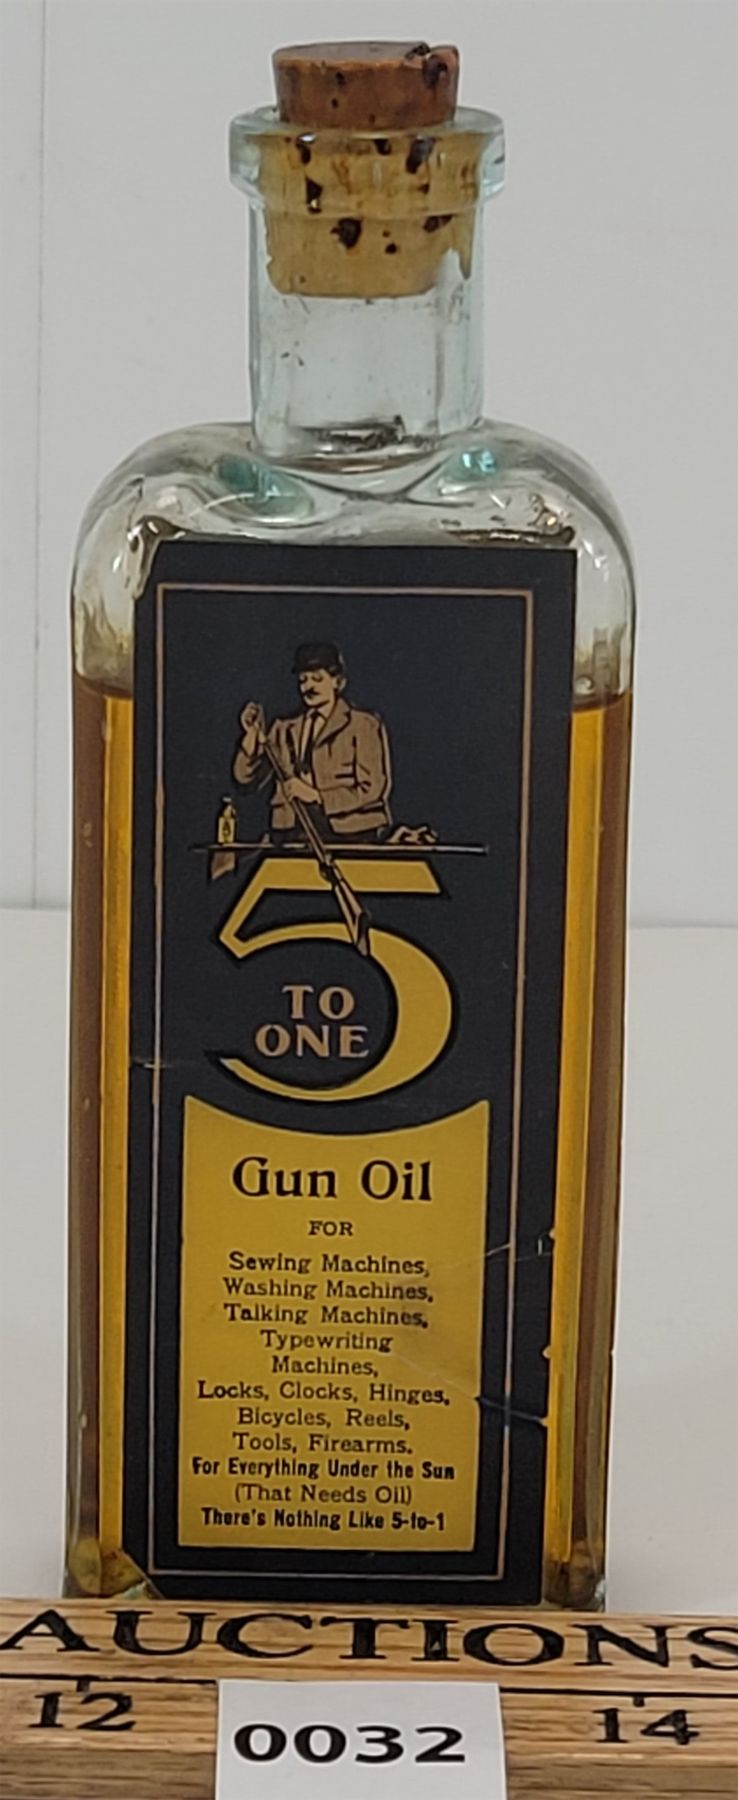 5
TO
ONE
Gun Oil
FOR
Sewing Machines,
Washing Machines,
Talking Machines,
Typewriting
Machines,
Locks, Clocks, Hinges,
Bicycles, Reels,
Tools, Firearms.
For Everything Under the Sun
(That Needs Oil)
There's Nothing Like 5-to-1
AUCTIONS
12 14
0032